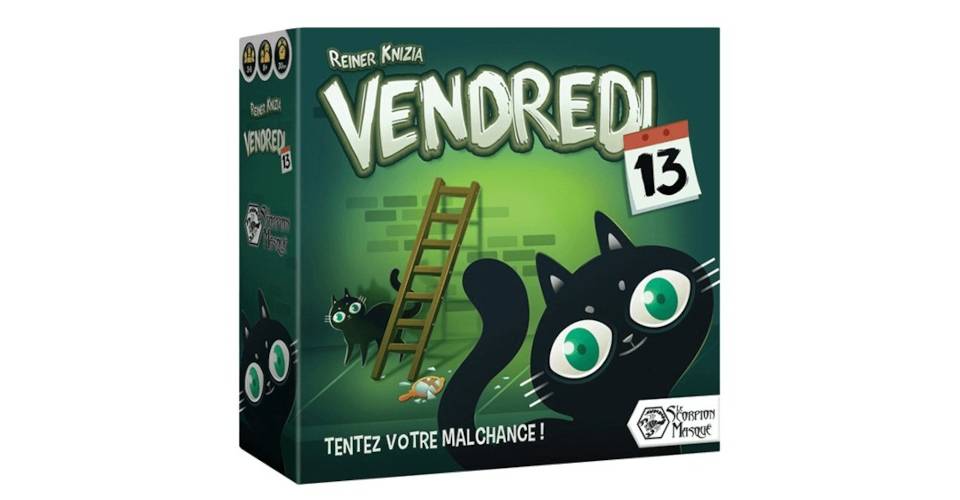 REINER KNIZIA
VENDREDI
13
TENTEZ VOTRE MALCHANCE !
LE
SCORPION
MASQUÉ
REINER KNIZIA
VENDREDI
13
LE
SCORPION
MASQUÉ